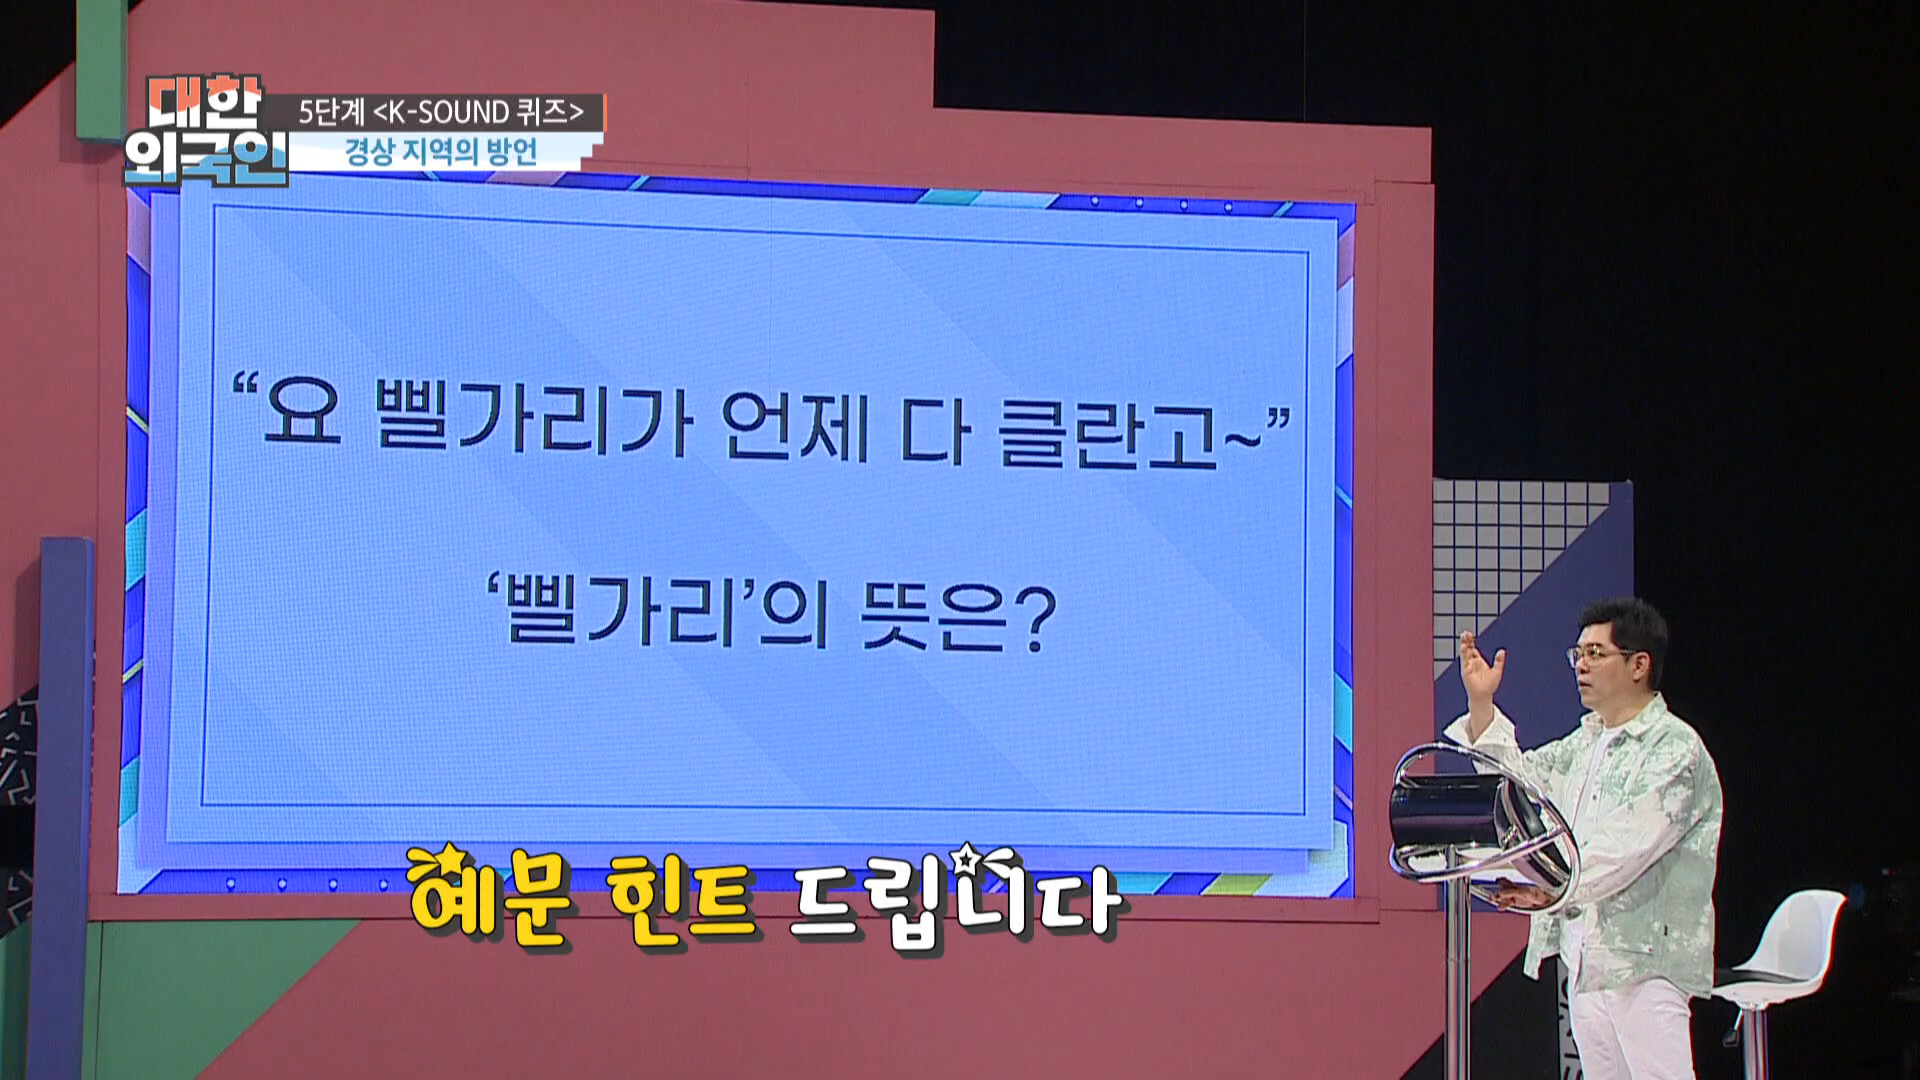 대한
외국인
5단계 <K-SOUND 퀴즈>
경상 지역의 방언
“요 삘가리가 언제 다 클란고~”
‘삘가리’의 뜻은?
예문 힌트 드립니다